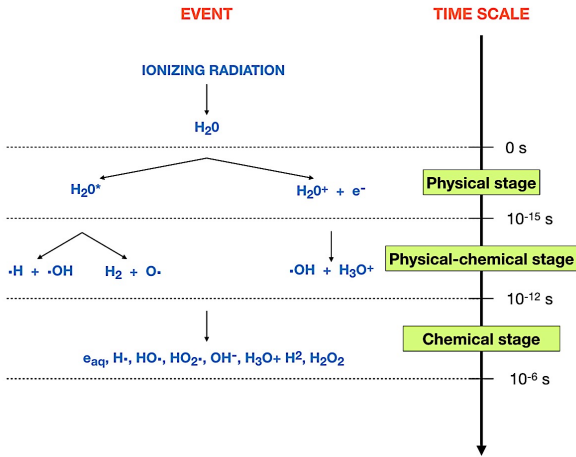 EVENT TIME SCALE
IONIZING RADIATION
H₂0
0 s
H₂0* H₂0⁺ + e⁻ Physical stage
10⁻¹⁵ s
Physical-chemical stage
·H + ·OH H₂ + O· ·OH + H₃O⁺
10⁻¹² s
Chemical stage
eₐq, H·, HO·, HO₂·, OH⁻, H₃O+ H², H₂O₂
10⁻⁶ s